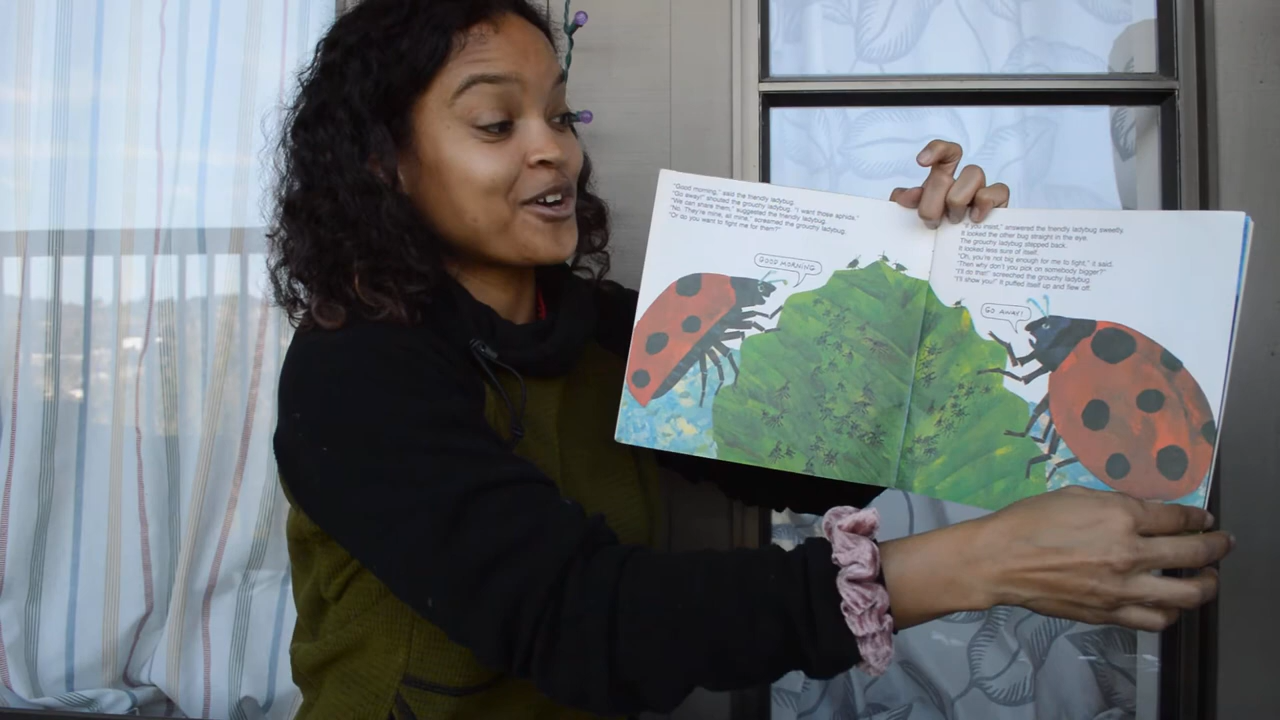 "Good morning," said the friendly ladybug.
"Go away!" shouted the grouchy ladybug. "I want those aphids."
"We can share them," suggested the friendly ladybug.
"No. They're mine, all mine," screamed the grouchy ladybug.
"Or do you want to fight me for them?"
GOOD MORNING
"If you insist," answered the friendly ladybug sweetly.
It looked the other bug straight in the eye.
The grouchy ladybug stepped back.
It looked less sure of itself.
"Oh, you're not big enough for me to fight," it said.
"Then why don't you pick on somebody bigger?"
"I'll do that!" screeched the grouchy ladybug.
"I'll show you!" It puffed itself up and flew off.
GO AWAY!